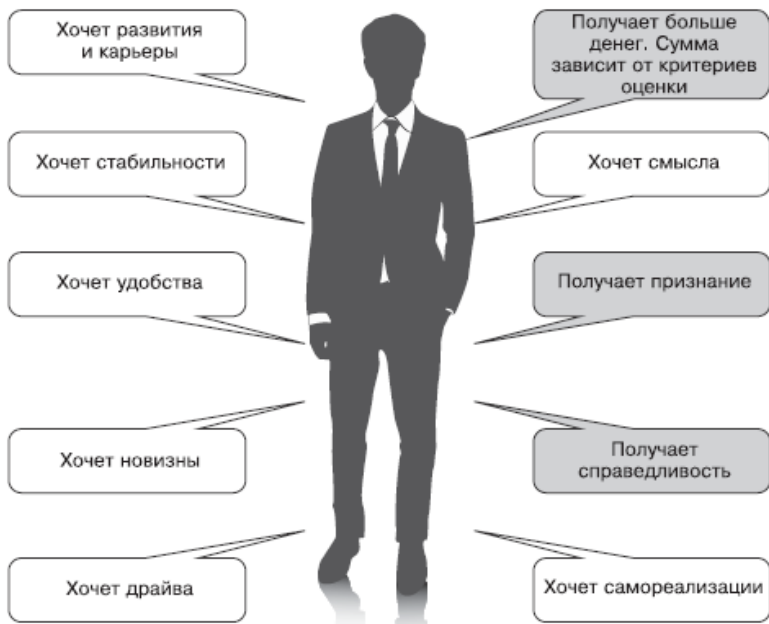 Хочет развития
и карьеры
Получает больше
денег. Сумма
зависит от критериев
оценки
Хочет стабильности
Хочет смысла
Хочет удобства
Получает признание
Хочет новизны
Получает
справедливость
Хочет драйва
Хочет самореализации